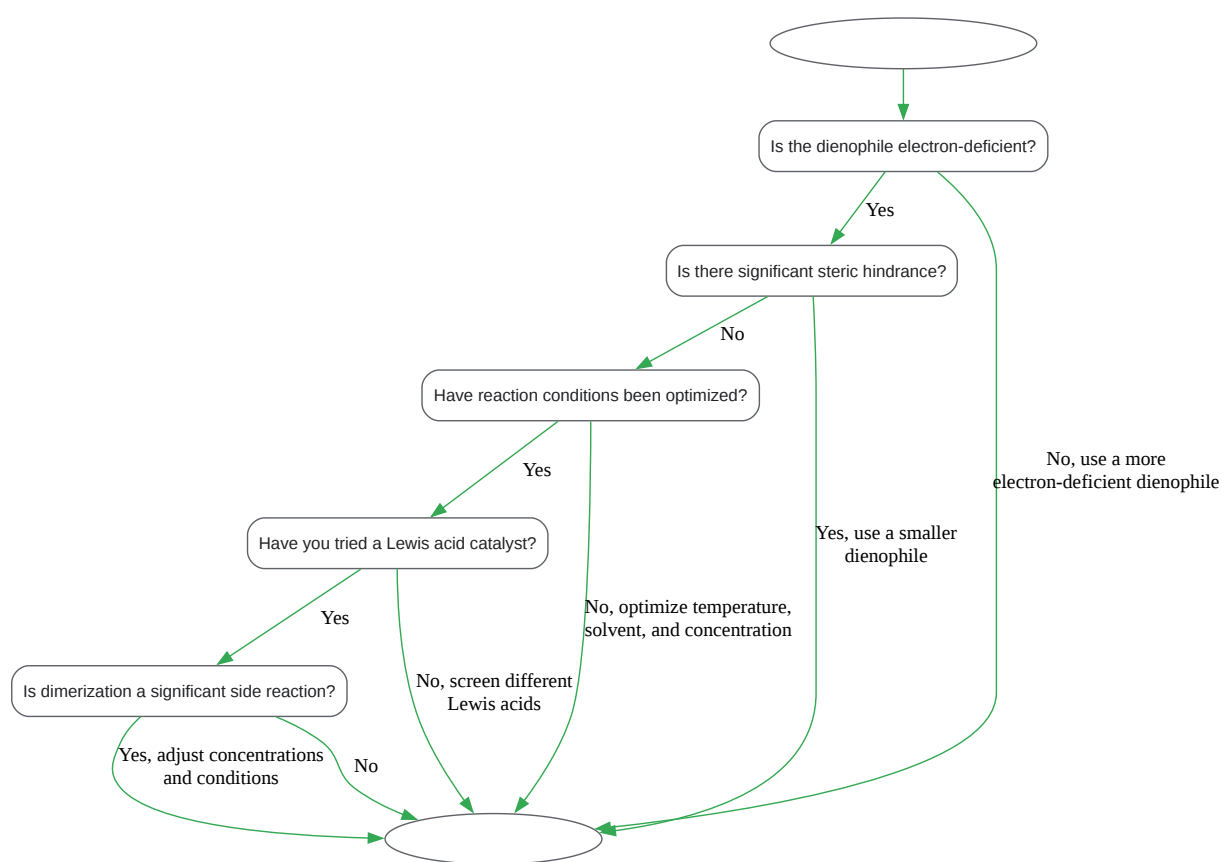 Is the dienophile electron-deficient?
Yes
Is there significant steric hindrance?
No
Have reaction conditions been optimized?
No, use a more
electron-deficient dienophile
Yes
Yes, use a smaller
dienophile
Have you tried a Lewis acid catalyst?
No, optimize temperature,
solvent, and concentration
Yes
No, screen different
Lewis acids
Is dimerization a significant side reaction?
Yes, adjust concentrations
and conditions
No